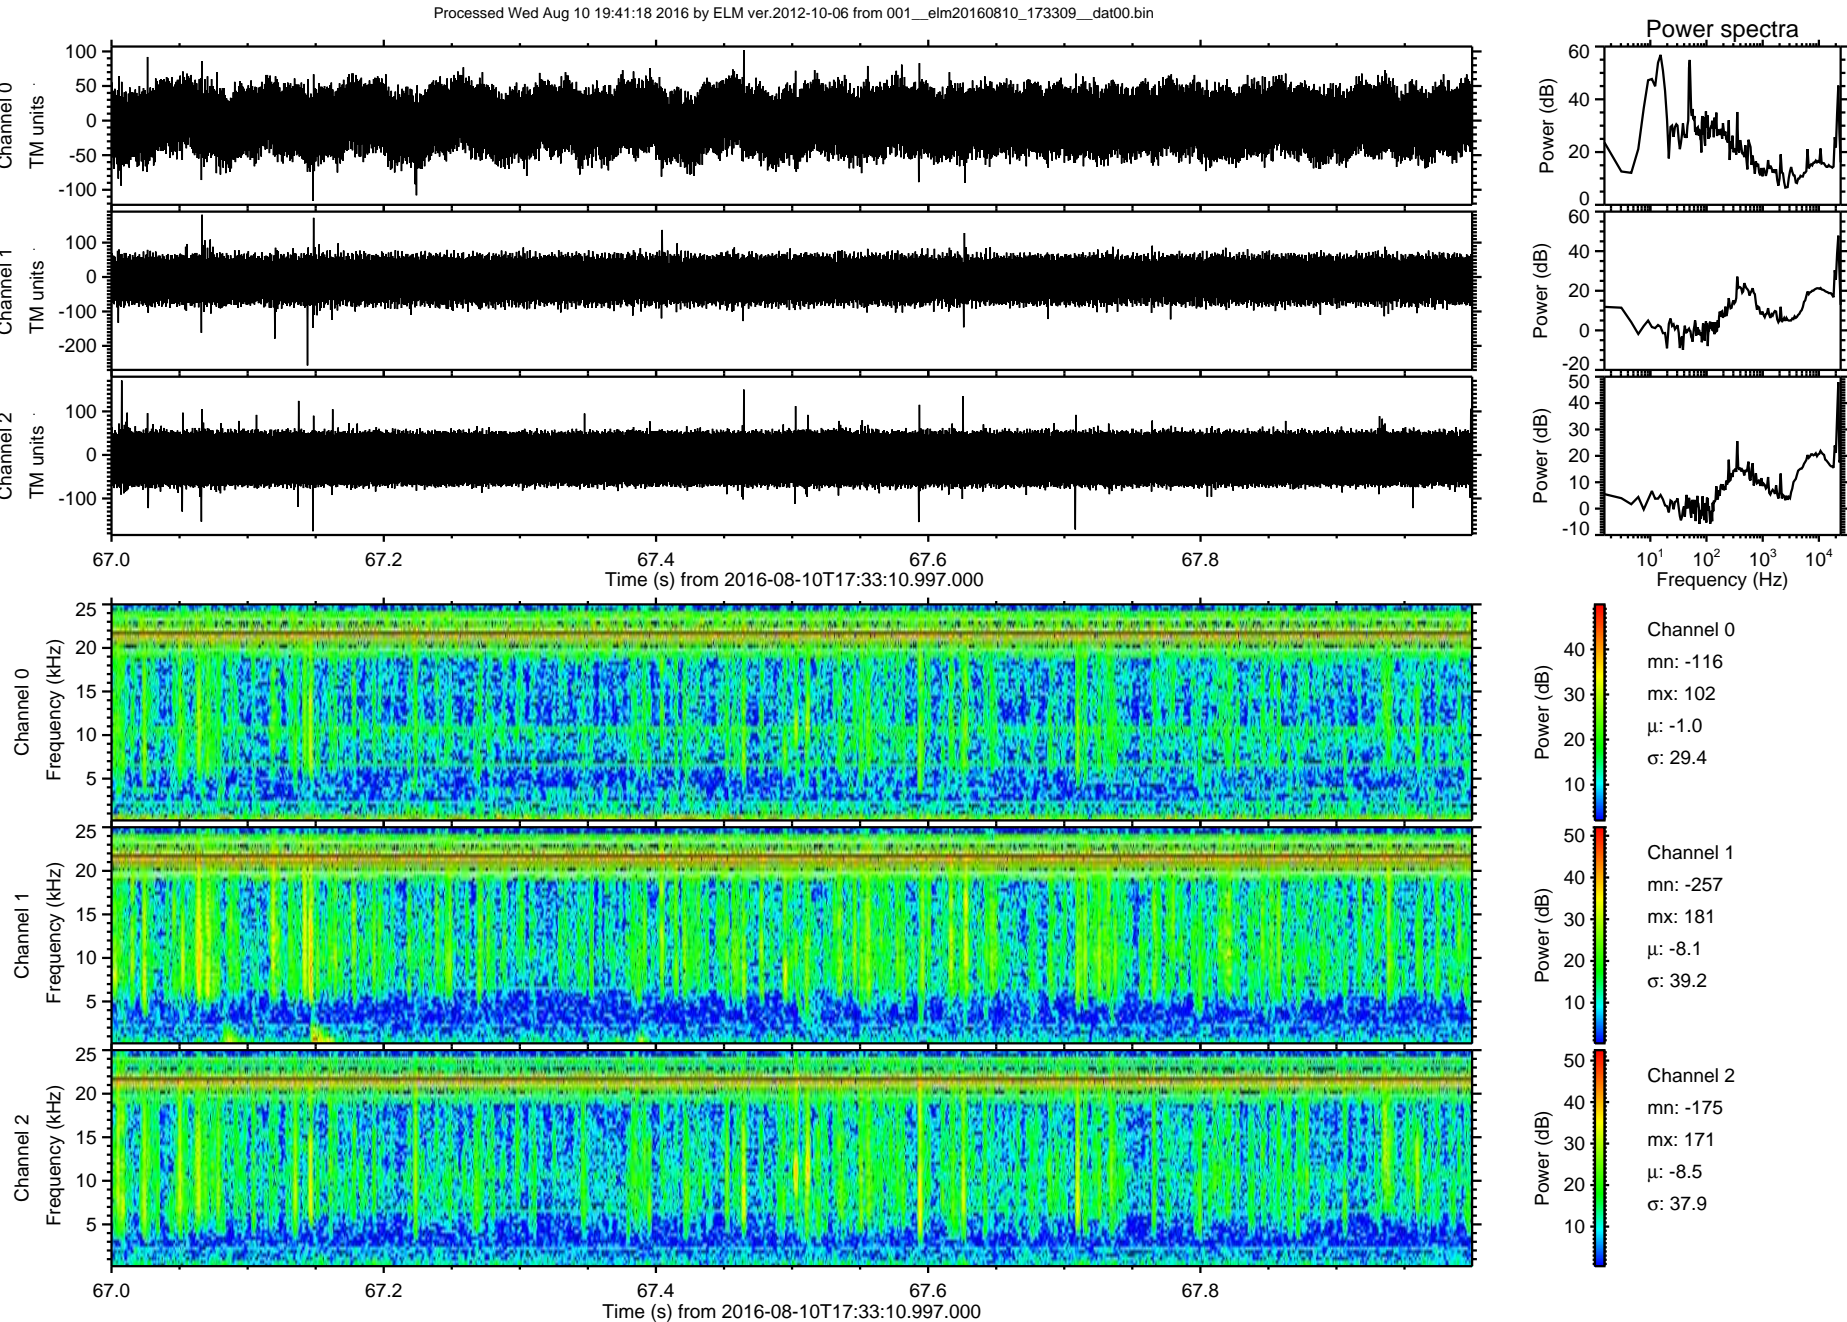 Processed Wed Aug 10 19:41:18 2016 by ELM ver.2012-10-06 from 001__elm20160810_173309__dat00.bin
Power spectra
Channel 0
TM units
100
50
0
-50
-100
Power (dB)
60
40
20
0
Channel 1
TM units
100
0
-100
-200
Power (dB)
60
40
20
0
-20
Channel 2
TM units
100
0
-100
Power (dB)
50
40
30
20
10
0
-10
67.0 67.2 67.4 67.6 67.8
Time (s) from 2016-08-10T17:33:10.997.000
10^1 10^2 10^3 10^4
Frequency (Hz)
Channel 0
Frequency (kHz)
25
20
15
10
5
Power (dB)
40
30
20
10
Channel 0
mn: -116
mx: 102
μ: -1.0
σ: 29.4
Channel 1
Frequency (kHz)
25
20
15
10
5
Power (dB)
50
40
30
20
10
Channel 1
mn: -257
mx: 181
μ: -8.1
σ: 39.2
Channel 2
Frequency (kHz)
25
20
15
10
5
Power (dB)
50
40
30
20
10
Channel 2
mn: -175
mx: 171
μ: -8.5
σ: 37.9
67.0 67.2 67.4 67.6 67.8
Time (s) from 2016-08-10T17:33:10.997.000